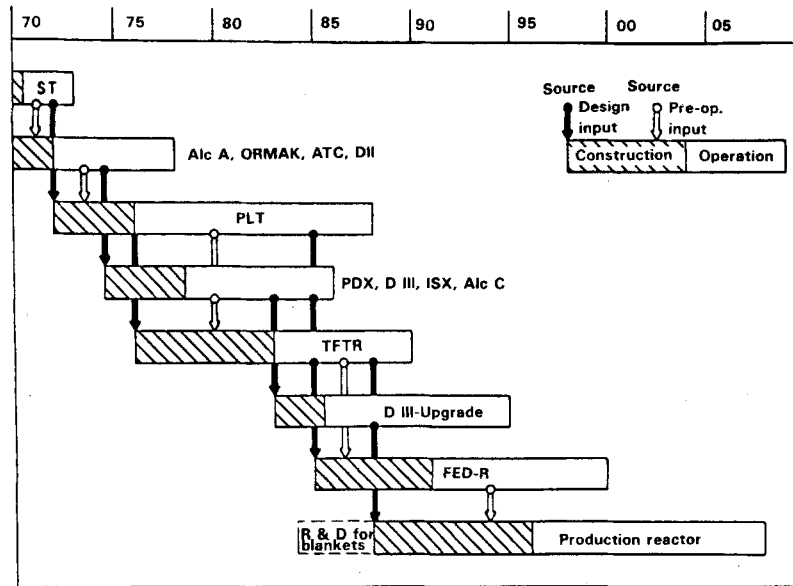 70 75 80 85 90 95 00 05
ST
Source Source
Design Pre-op.
input input
Construction Operation
Alc A, ORMAK, ATC, DII
PLT
PDX, D III, ISX, Alc C
TFTR
D III-Upgrade
FED-R
R & D for
blankets
Production reactor